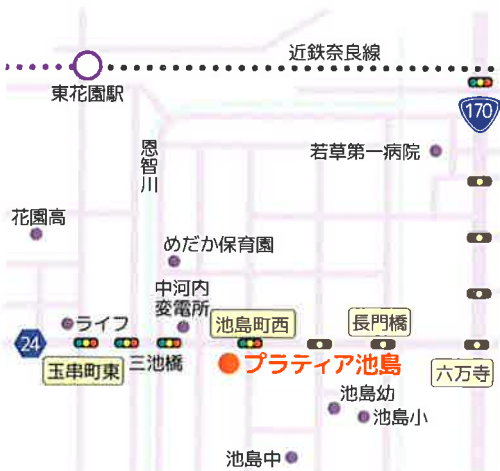 近鉄奈良線
東花園駅
170
恩智川
若草第一病院
花園高
めだか保育園
中河内
変電所
ライフ
池島町西
長門橋
24
玉串町東
三池橋
プラティア池島
六万寺
池島幼
池島小
池島中